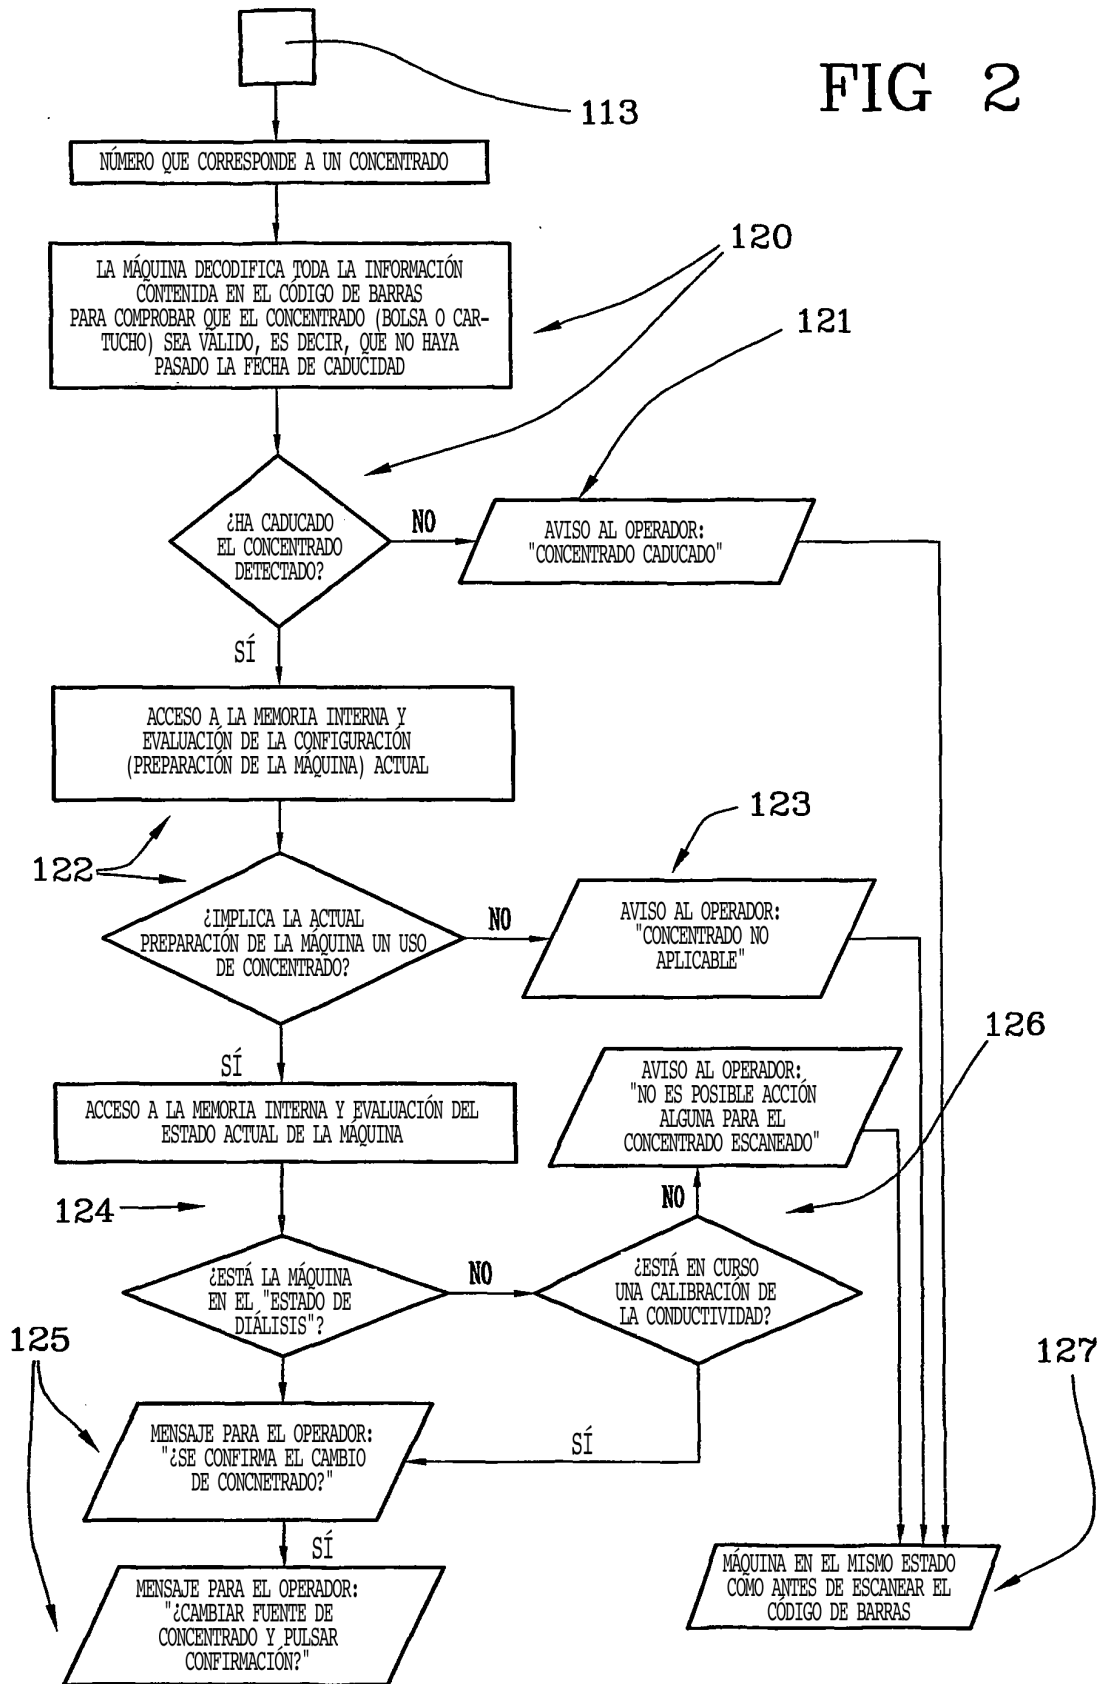 FIG 2
113
NÚMERO QUE CORRESPONDE A UN CONCENTRADO
120
LA MÁQUINA DECODIFICA TODA LA INFORMACIÓN
CONTENIDA EN EL CÓDIGO DE BARRAS
PARA COMPROBAR QUE EL CONCENTRADO (BOLSA O CAR-
TUCHO) SEA VÁLIDO, ES DECIR, QUE NO HAYA
PASADO LA FECHA DE CADUCIDAD
121
¿HA CADUCADO
EL CONCENTRADO
DETECTADO?
NO
AVISO AL OPERADOR:
"CONCENTRADO CADUCADO"
SÍ
ACCESO A LA MEMORIA INTERNA Y
EVALUACIÓN DE LA CONFIGURACIÓN
(PREPARACIÓN DE LA MÁQUINA) ACTUAL
122
123
¿IMPLICA LA ACTUAL
PREPARACIÓN DE LA MÁQUINA UN USO
DE CONCENTRADO?
NO
AVISO AL OPERADOR:
"CONCENTRADO NO
APLICABLE"
SÍ
126
ACCESO A LA MEMORIA INTERNA Y EVALUACIÓN DEL
ESTADO ACTUAL DE LA MÁQUINA
AVISO AL OPERADOR:
"NO ES POSIBLE ACCIÓN
ALGUNA PARA EL
CONCENTRADO ESCANEADO"
124
NO
¿ESTÁ LA MÁQUINA
EN EL "ESTADO DE
DIÁLISIS"?
NO
¿ESTÁ EN CURSO
UNA CALIBRACIÓN DE
LA CONDUCTIVIDAD?
125
127
MENSAJE PARA EL OPERADOR:
"¿SE CONFIRMA EL CAMBIO
DE CONCNETRADO?"
SÍ
SÍ
MENSAJE PARA EL OPERADOR:
"¿CAMBIAR FUENTE DE
CONCENTRADO Y PULSAR
CONFIRMACIÓN?"
MÁQUINA EN EL MISMO ESTADO
COMO ANTES DE ESCANEAR EL
CÓDIGO DE BARRAS